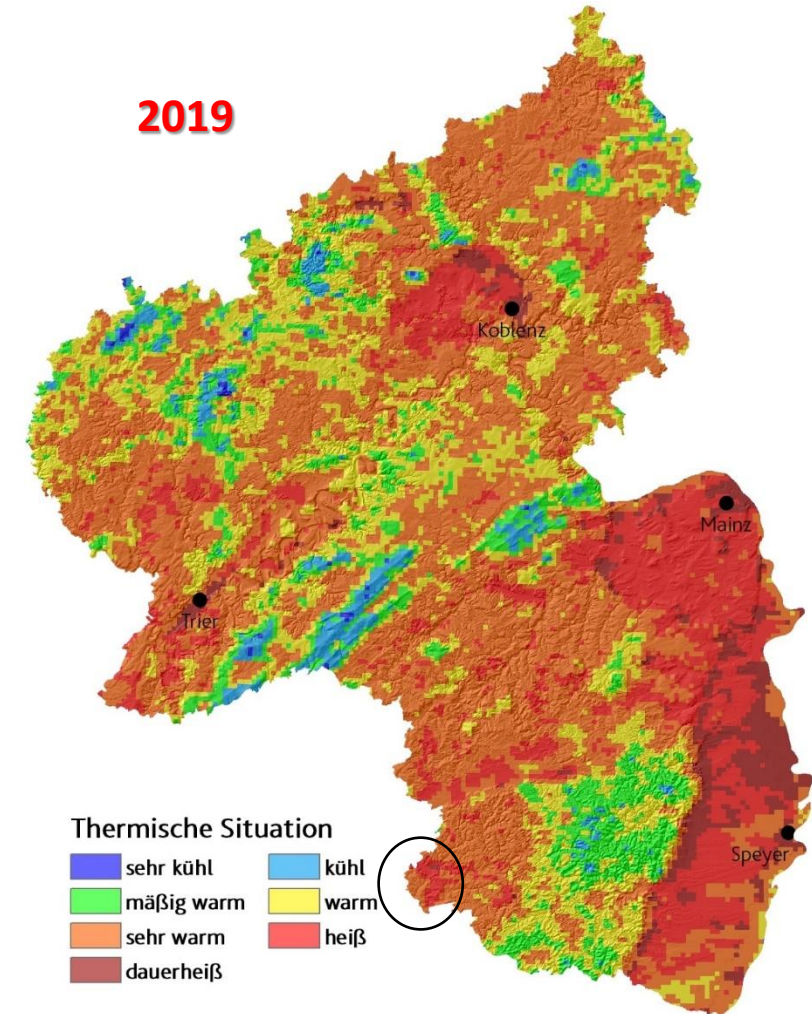 2019
Koblenz
Mainz
Trier
Speyer
Thermische Situation
sehr kühl
kühl
mäßig warm
warm
sehr warm
heiß
dauerheiß